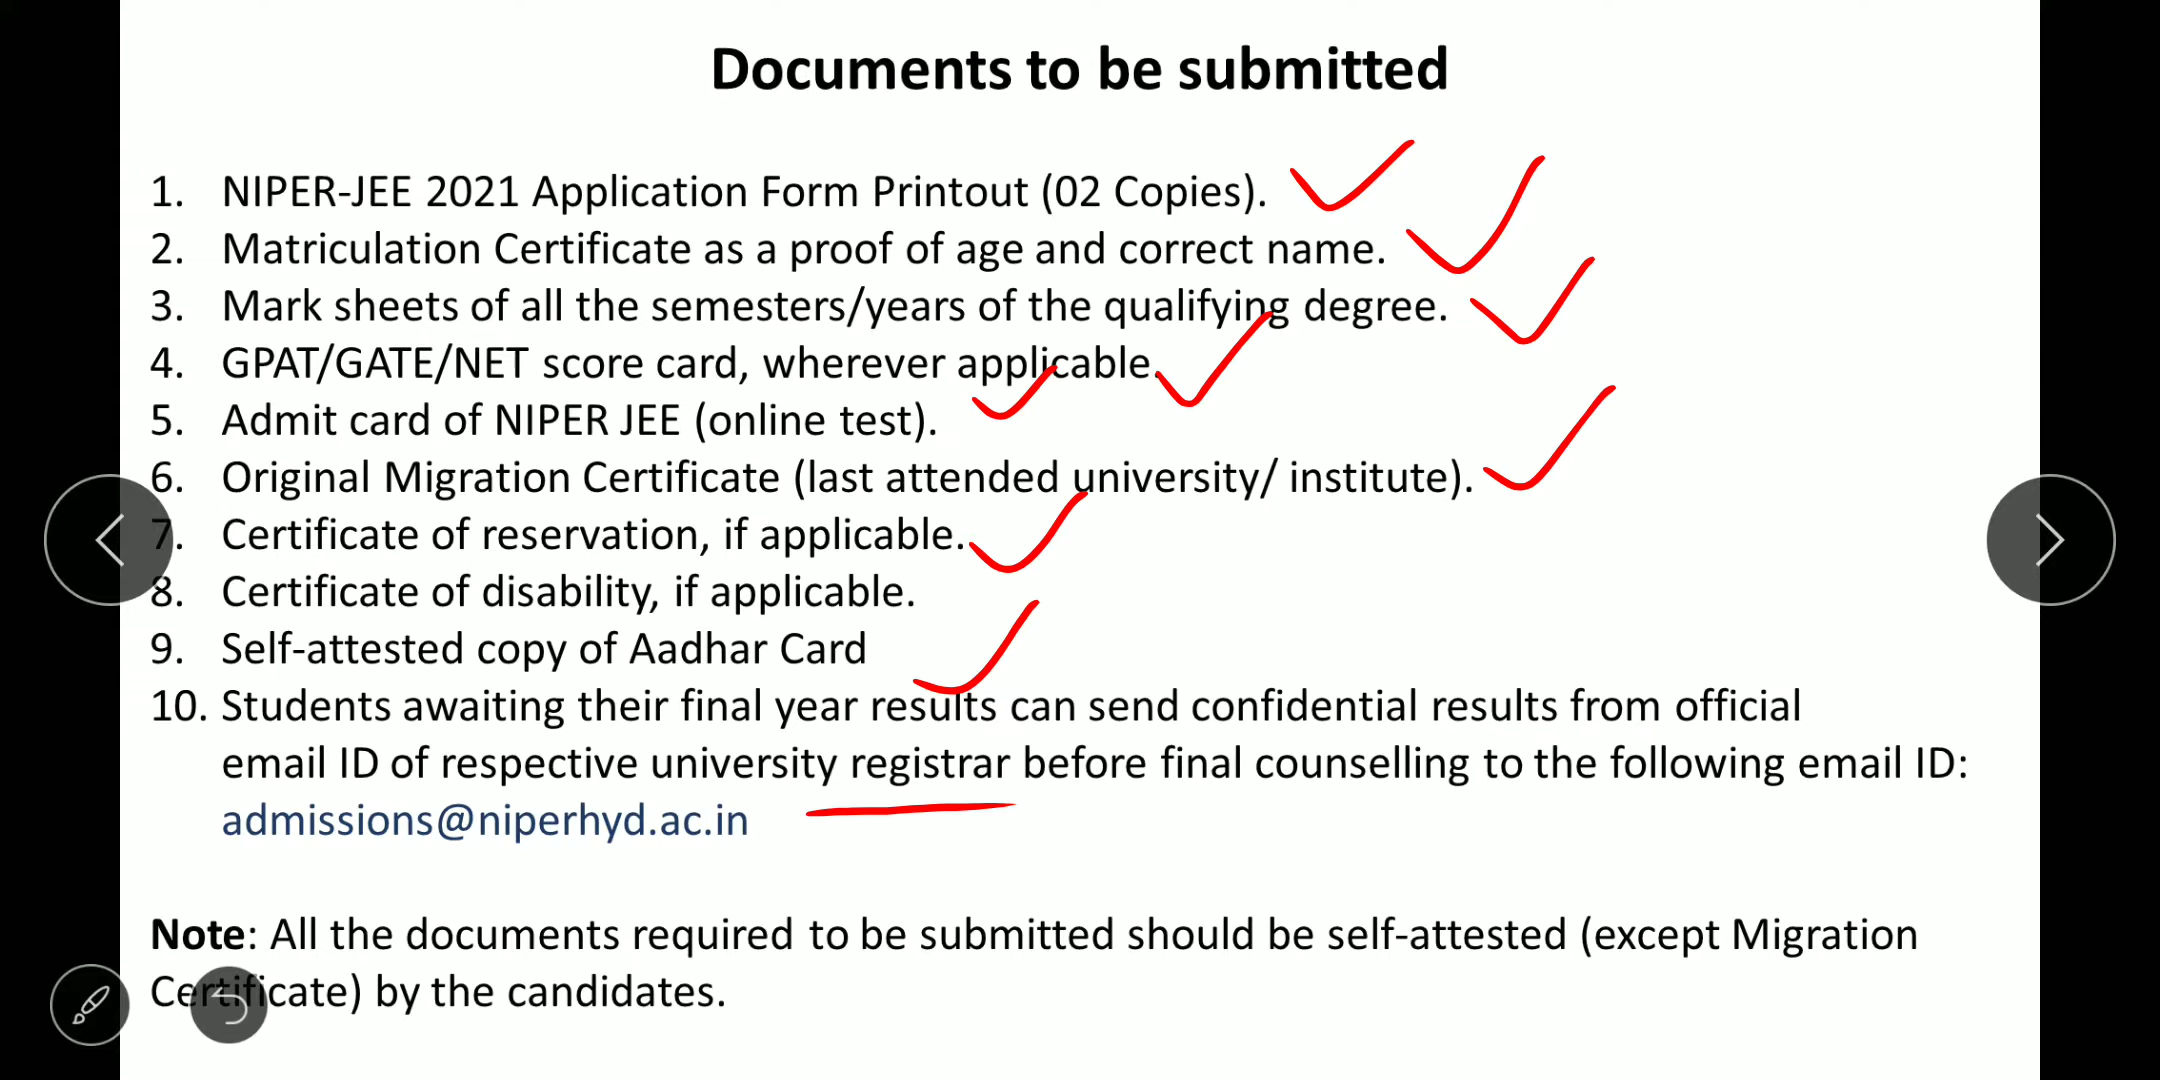 Documents to be submitted
1. NIPER-JEE 2021 Application Form Printout (02 Copies).
2. Matriculation Certificate as a proof of age and correct name.
3. Mark sheets of all the semesters/years of the qualifying degree.
4. GPAT/GATE/NET score card, wherever applicable.
5. Admit card of NIPER JEE (online test).
6. Original Migration Certificate (last attended university/ institute).
7. Certificate of reservation, if applicable.
8. Certificate of disability, if applicable.
9. Self-attested copy of Aadhar Card
10. Students awaiting their final year results can send confidential results from official
email ID of respective university registrar before final counselling to the following email ID:
admissions@niperhyd.ac.in
Note: All the documents required to be submitted should be self-attested (except Migration
Certificate) by the candidates.